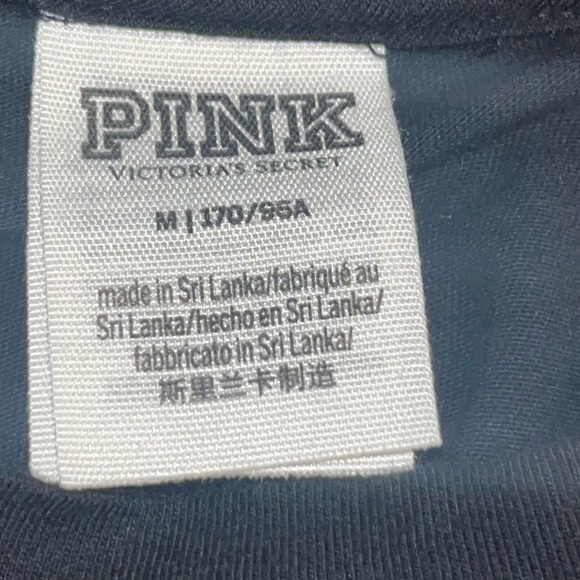 PINK
VICTORIA'S SECRET
M | 170/95A
made in Sri Lanka/fabriqué au
Sri Lanka/hecho en Sri Lanka/
fabbricato in Sri Lanka/
斯里兰卡制造